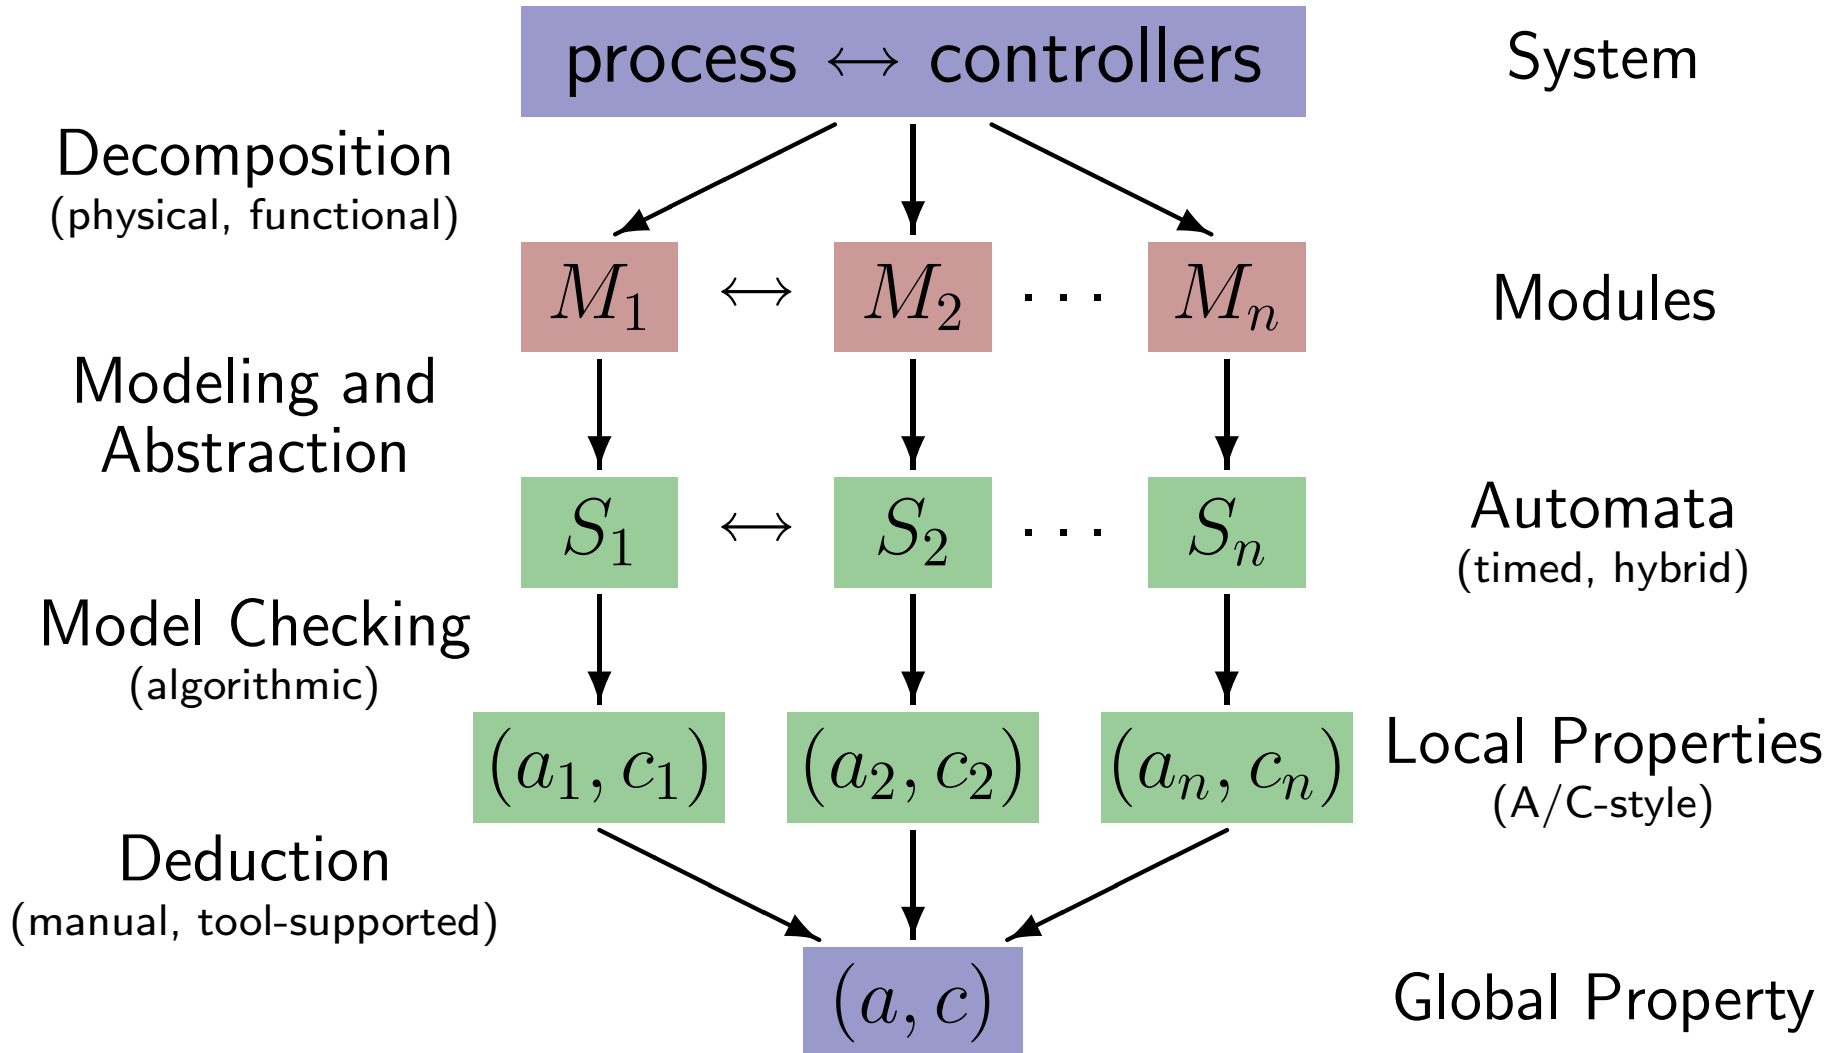 process ↔ controllers
System
Decomposition
(physical, functional)
M₁ ↔ M₂ · · · Mₙ
Modules
Modeling and
Abstraction
S₁ ↔ S₂ · · · Sₙ
Automata
(timed, hybrid)
Model Checking
(algorithmic)
(a₁, c₁) (a₂, c₂) (aₙ, cₙ)
Local Properties
(A/C-style)
Deduction
(manual, tool-supported)
(a, c)
Global Property